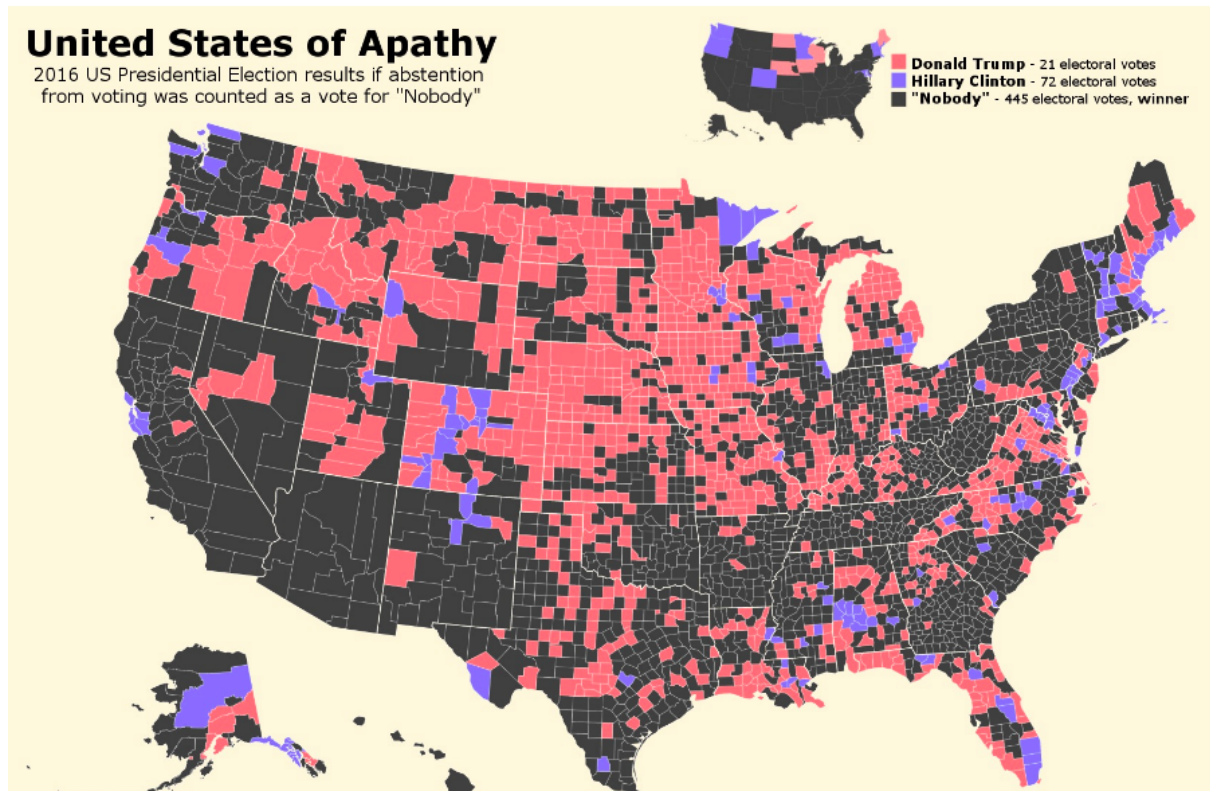 United States of Apathy
2016 US Presidential Election results if abstention
from voting was counted as a vote for "Nobody"
Donald Trump - 21 electoral votes
Hillary Clinton - 72 electoral votes
"Nobody" - 445 electoral votes, winner